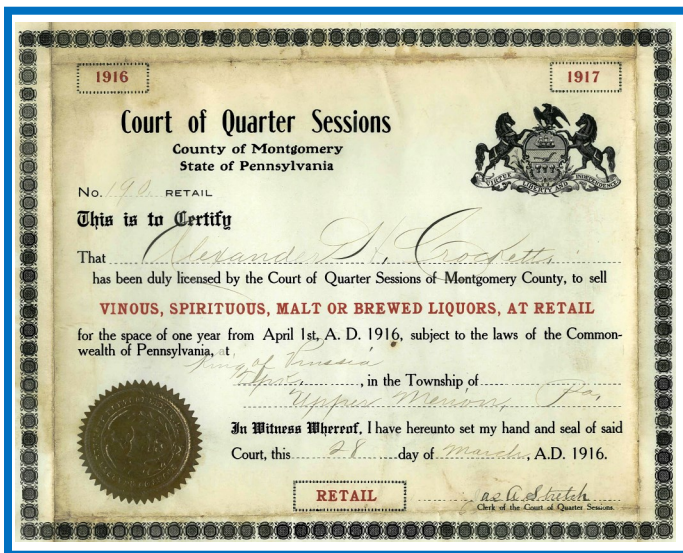 1916
1917
Court of Quarter Sessions
County of Montgomery
State of Pennsylvania
VIRTUE LIBERTY AND INDEPENDENCE
No. 190 RETAIL
This is to Certify
That Alexander H. Crockett
has been duly licensed by the Court of Quarter Sessions of Montgomery County, to sell
VINOUS, SPIRITUOUS, MALT OR BREWED LIQUORS, AT RETAIL
for the space of one year from April 1st, A. D. 1916, subject to the laws of the Common-
wealth of Pennsylvania, at King of Prussia
, in the Township of
Upper Merion, Pa,
In Witness Whereof, I have hereunto set my hand and seal of said
Court, this 28 day of March, A.D. 1916.
RETAIL
Stretch
Clerk of the Court of Quarter Sessions.